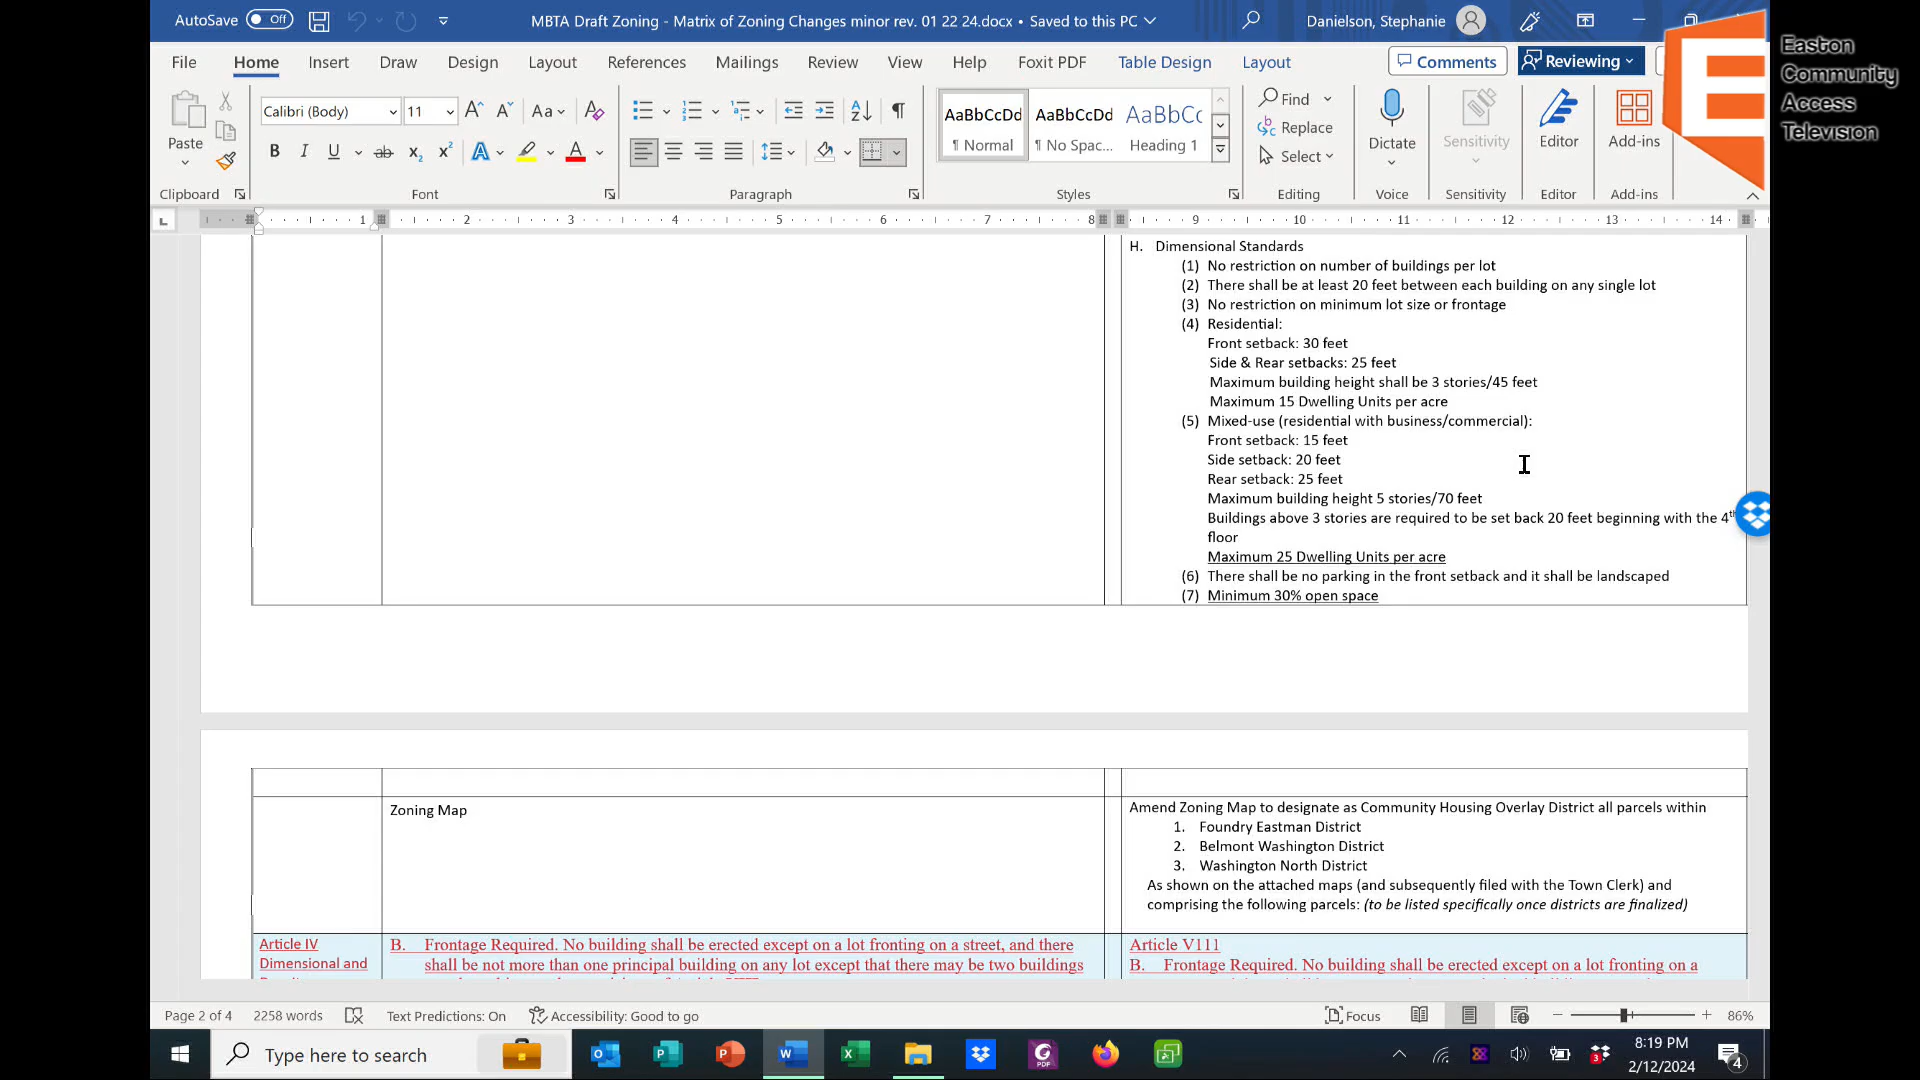 AutoSave Off
MBTA Draft Zoning - Matrix of Zoning Changes minor rev. 01 22 24.docx • Saved to this PC
Danielson, Stephanie
File Home Insert Draw Design Layout References Mailings Review View Help Foxit PDF Table Design Layout
Comments Reviewing
Easton
Community
Access
Television
Paste
Calibri (Body) 11
AaBbCcDd AaBbCcDd AaBbCc
¶ Normal ¶ No Spac... Heading 1
Find
Replace
Select
Dictate Sensitivity Editor Add-ins
Clipboard Font Paragraph Styles Editing Voice Sensitivity Editor Add-ins
1 2 3 4 5 6 7 8 9 10 11 12 13 14
H. Dimensional Standards
(1) No restriction on number of buildings per lot
(2) There shall be at least 20 feet between each building on any single lot
(3) No restriction on minimum lot size or frontage
(4) Residential:
Front setback: 30 feet
Side & Rear setbacks: 25 feet
Maximum building height shall be 3 stories/45 feet
Maximum 15 Dwelling Units per acre
(5) Mixed-use (residential with business/commercial):
Front setback: 15 feet
Side setback: 20 feet
Rear setback: 25 feet
Maximum building height 5 stories/70 feet
Buildings above 3 stories are required to be set back 20 feet beginning with the 4th
floor
Maximum 25 Dwelling Units per acre
(6) There shall be no parking in the front setback and it shall be landscaped
(7) Minimum 30% open space
Zoning Map
Amend Zoning Map to designate as Community Housing Overlay District all parcels within
1. Foundry Eastman District
2. Belmont Washington District
3. Washington North District
As shown on the attached maps (and subsequently filed with the Town Clerk) and
comprising the following parcels: (to be listed specifically once districts are finalized)
Article IV
Dimensional and
B. Frontage Required. No building shall be erected except on a lot fronting on a street, and there
shall be not more than one principal building on any lot except that there may be two buildings
Article V111
B. Frontage Required. No building shall be erected except on a lot fronting on a
Page 2 of 4 2258 words Text Predictions: On Accessibility: Good to go Focus 86%
Type here to search
8:19 PM
2/12/2024